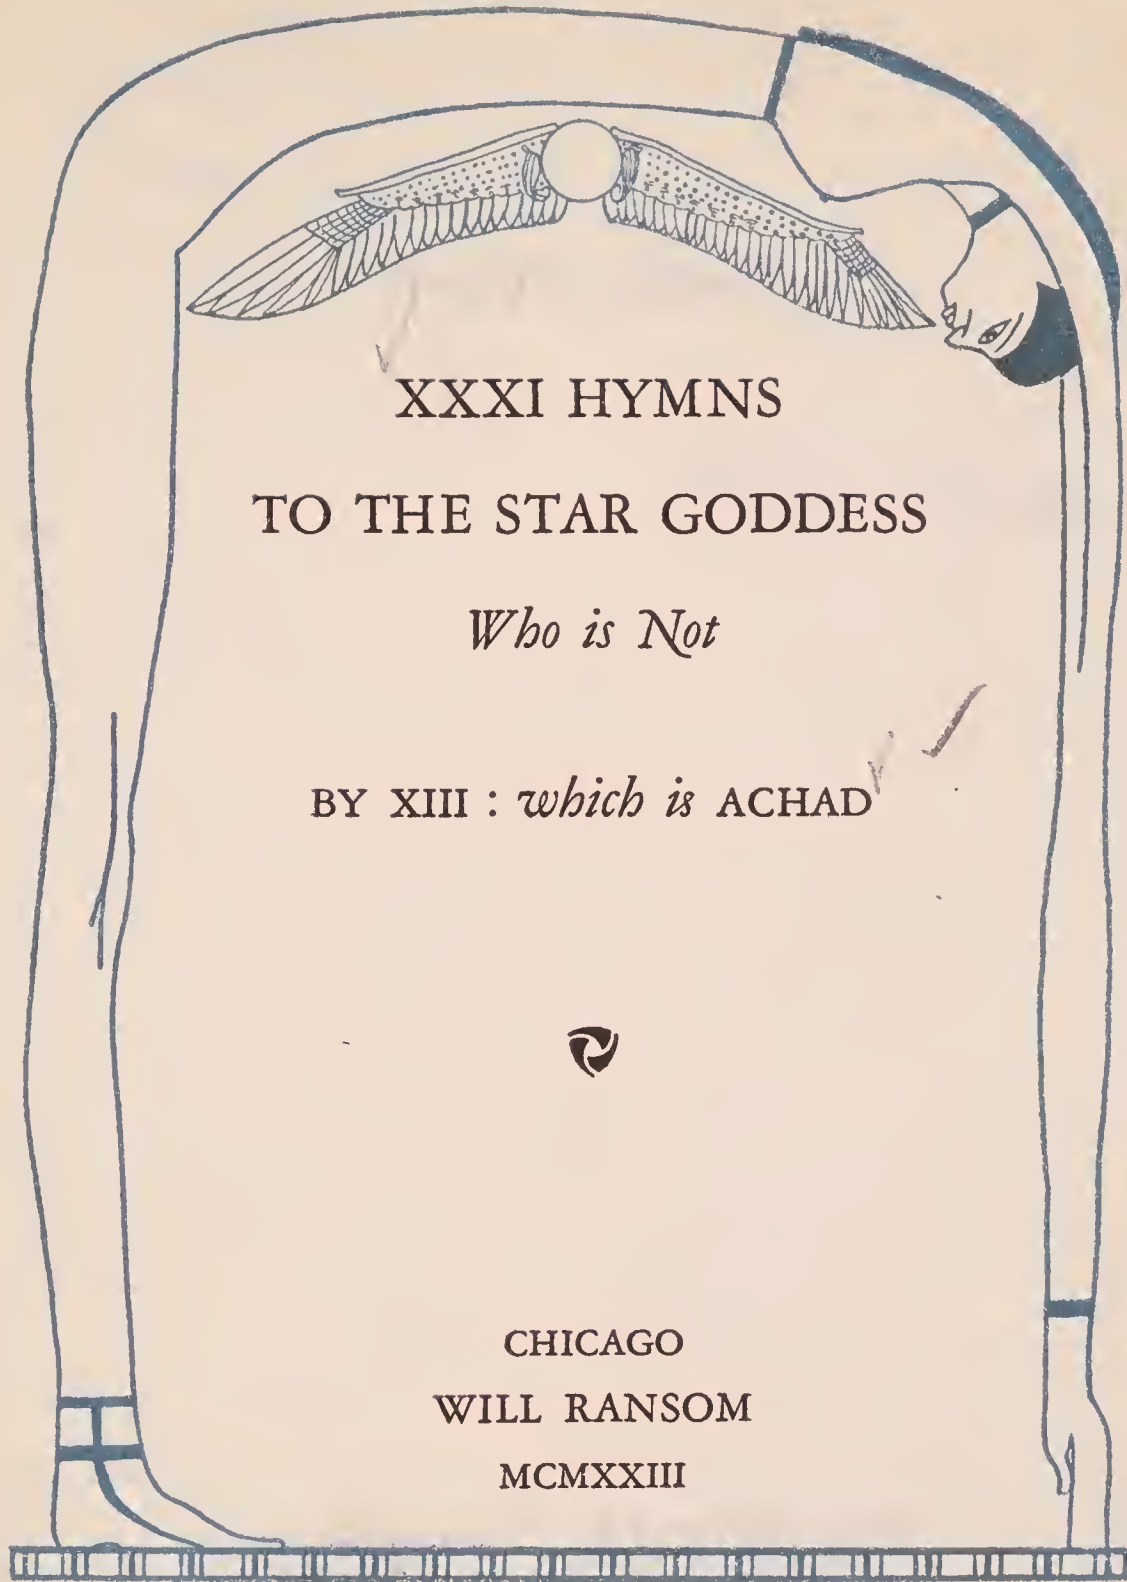 XXXI HYMNS
TO THE STAR GODDESS
Who is Not
BY XIII : which is ACHAD
CHICAGO
WILL RANSOM
MCMXXIII